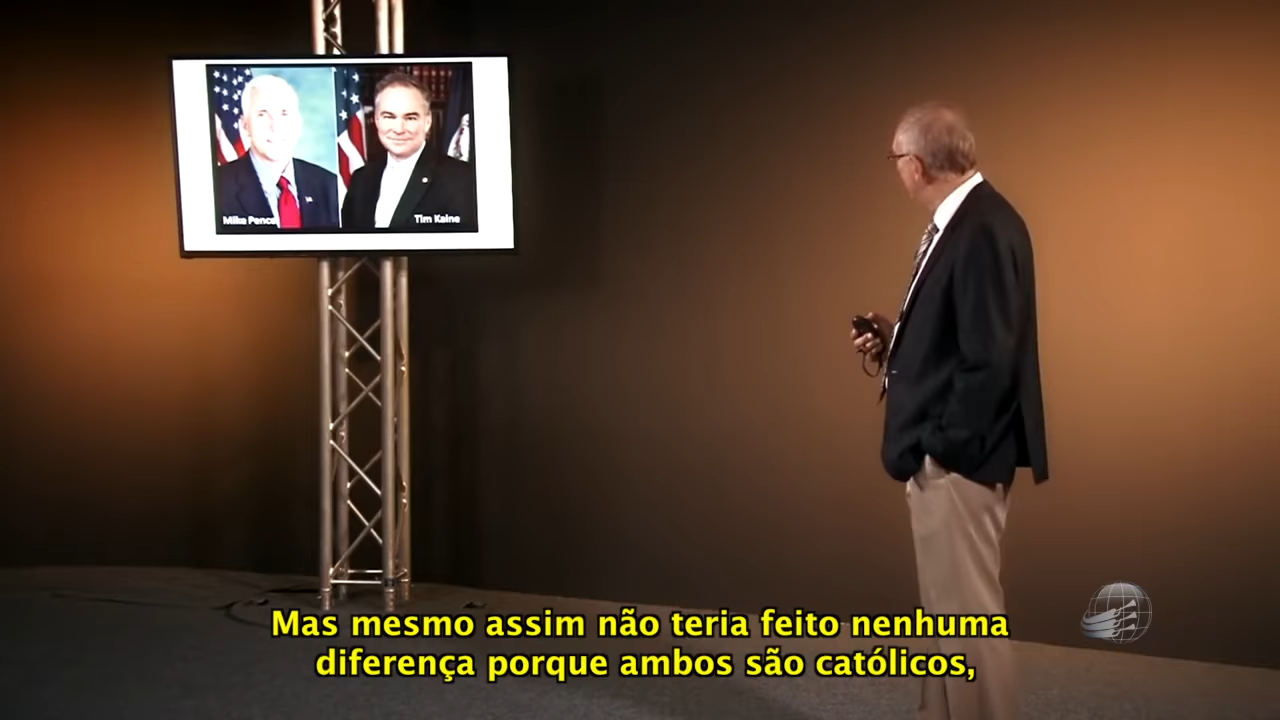 Mike Pence
Tim Kaine
Mas mesmo assim não teria feito nenhuma
diferença porque ambos são católicos,